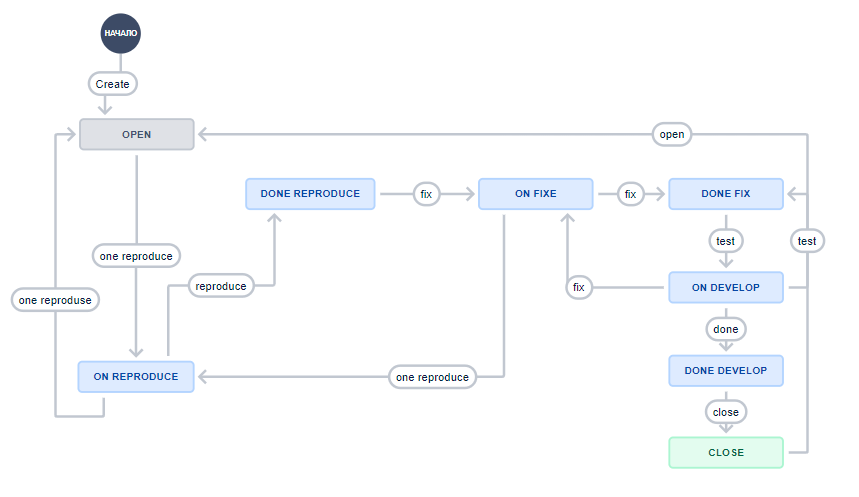 НАЧАЛО
Create
OPEN
open
DONE REPRODUCE
fix
ON FIXE
fix
DONE FIX
one reproduce
test
test
reproduce
fix
ON DEVELOP
one reproduse
done
ON REPRODUCE
one reproduce
DONE DEVELOP
close
CLOSE